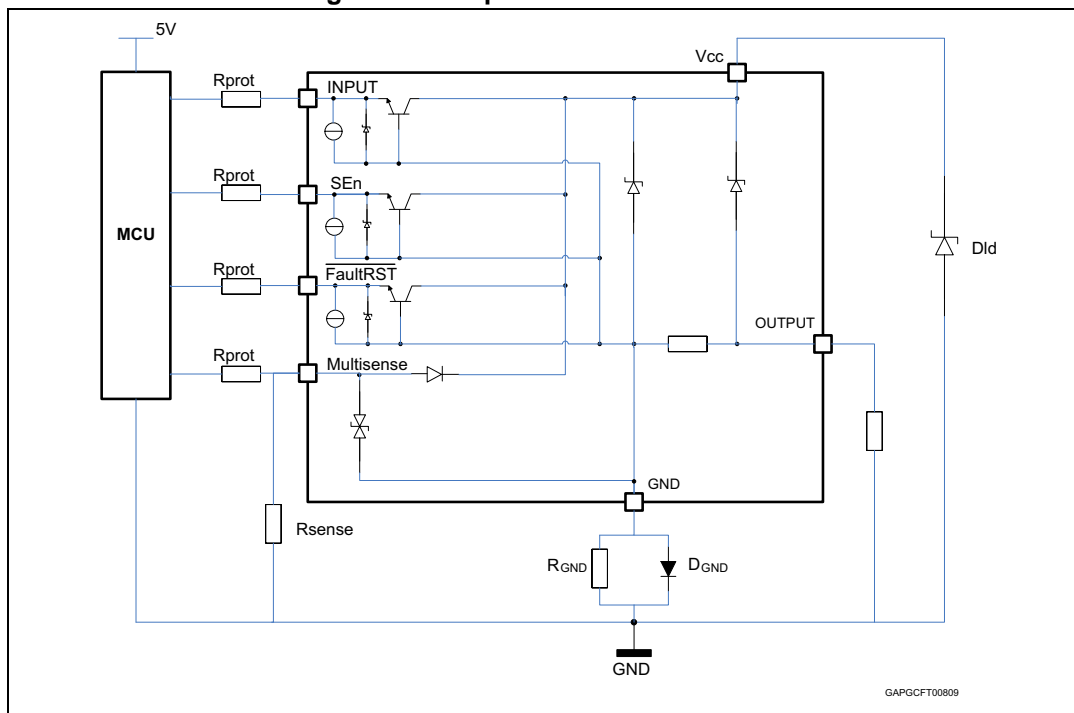 5V
Vcc
Rprot
INPUT
Rprot
SEn
MCU
Dld
Rprot
FaultRST
OUTPUT
Rprot
Multisense
GND
Rsense
RGND
DGND
GND
GAPGCFT00809